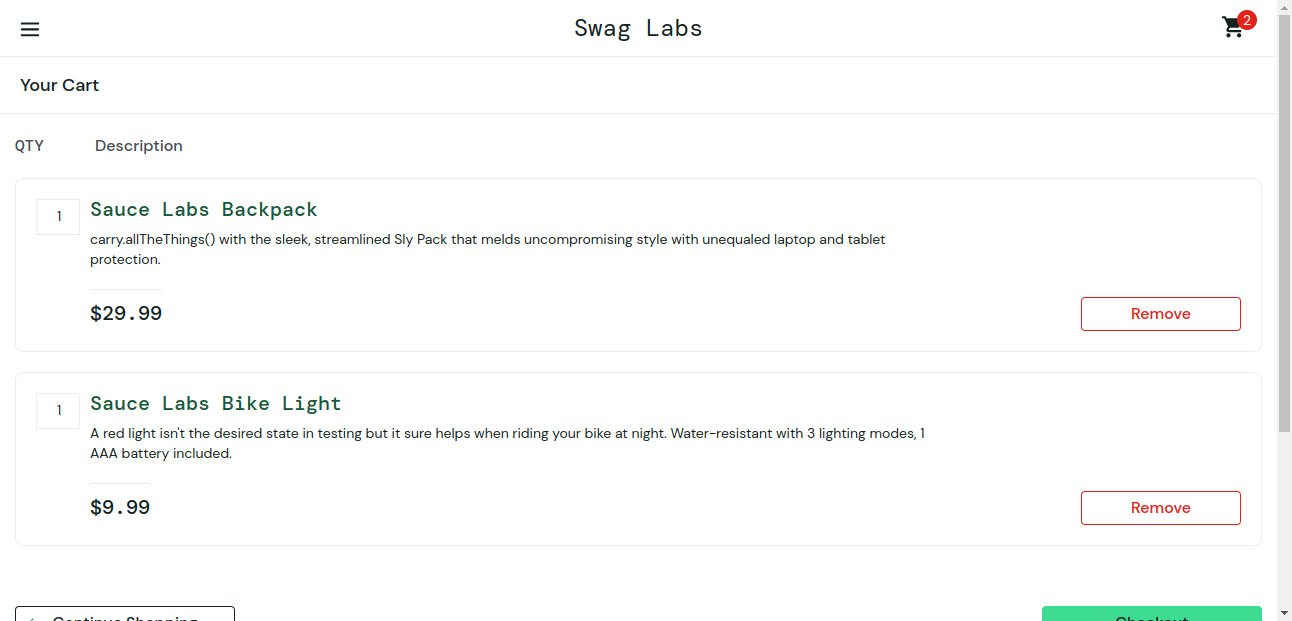 Swag Labs
2
Your Cart
QTY Description
1
Sauce Labs Backpack
carry.allTheThings() with the sleek, streamlined Sly Pack that melds uncompromising style with unequaled laptop and tablet
protection.
$29.99
Remove
1
Sauce Labs Bike Light
A red light isn't the desired state in testing but it sure helps when riding your bike at night. Water-resistant with 3 lighting modes, 1
AAA battery included.
$9.99
Remove
Continue Shopping
Checkout